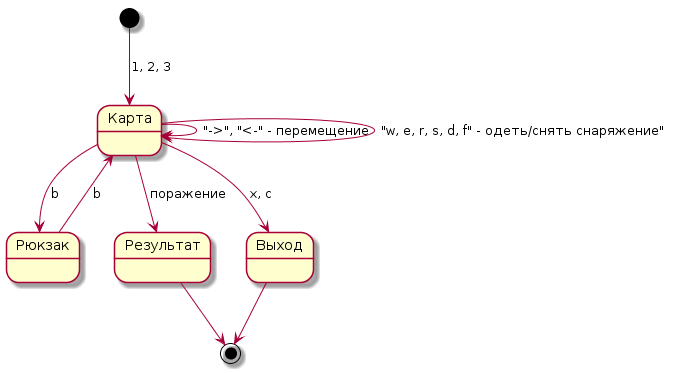 1, 2, 3
Карта
"->", "<-" - перемещение
"w, e, r, s, d, f" - одеть/снять снаряжение"
b
b
поражение
x, c
Рюкзак
Результат
Выход